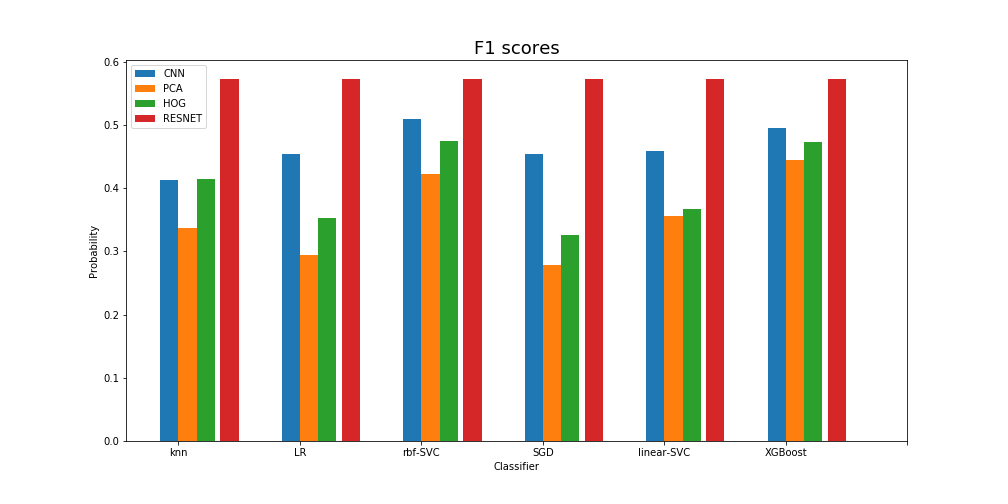 F1 scores
CNN
PCA
HOG
RESNET
0.6
0.5
0.4
0.3
0.2
0.1
0.0
Probability
knn LR rbf-SVC SGD linear-SVC XGBoost
Classifier